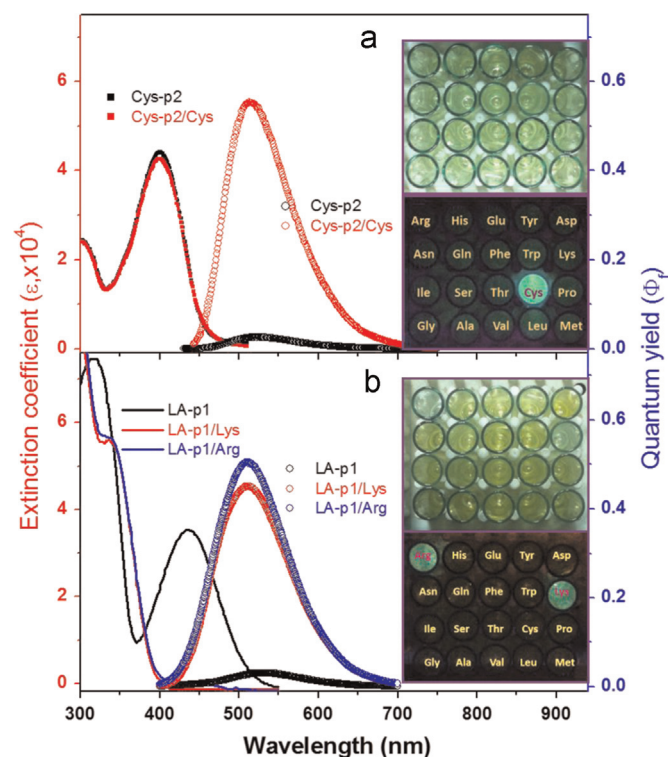 a
Cys-p2
Cys-p2/Cys
Cys-p2
Cys-p2/Cys
6
4
2
0
0.6
0.4
0.2
0.0
Arg His Glu Tyr Asp
Asn Gln Phe Trp Lys
Ile Ser Thr Cys Pro
Gly Ala Val Leu Met
b
LA-p1
LA-p1/Lys
LA-p1/Arg
LA-p1
LA-p1/Lys
LA-p1/Arg
6
4
2
0
0.6
0.4
0.2
0.0
Arg His Glu Tyr Asp
Asn Gln Phe Trp Lys
Ile Ser Thr Cys Pro
Gly Ala Val Leu Met
Extinction coefficient (ε,x10⁴)
Quantum yield (Φf)
300 400 500 600 700 800 900
Wavelength (nm)